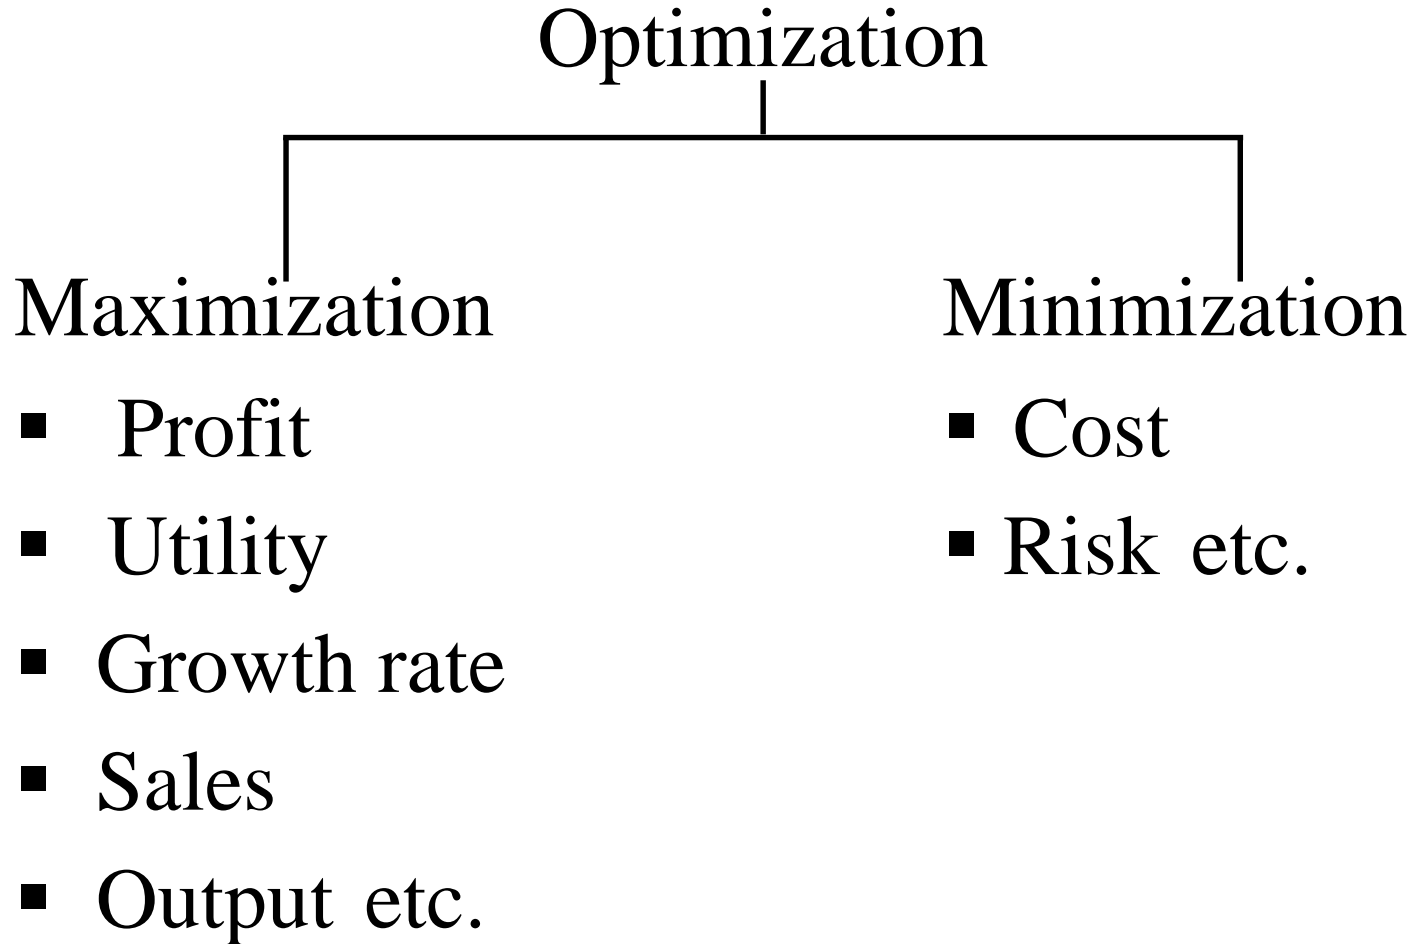 Optimization
Maximization
▪ Profit
▪ Utility
▪ Growth rate
▪ Sales
▪ Output etc.
Minimization
▪ Cost
▪ Risk etc.